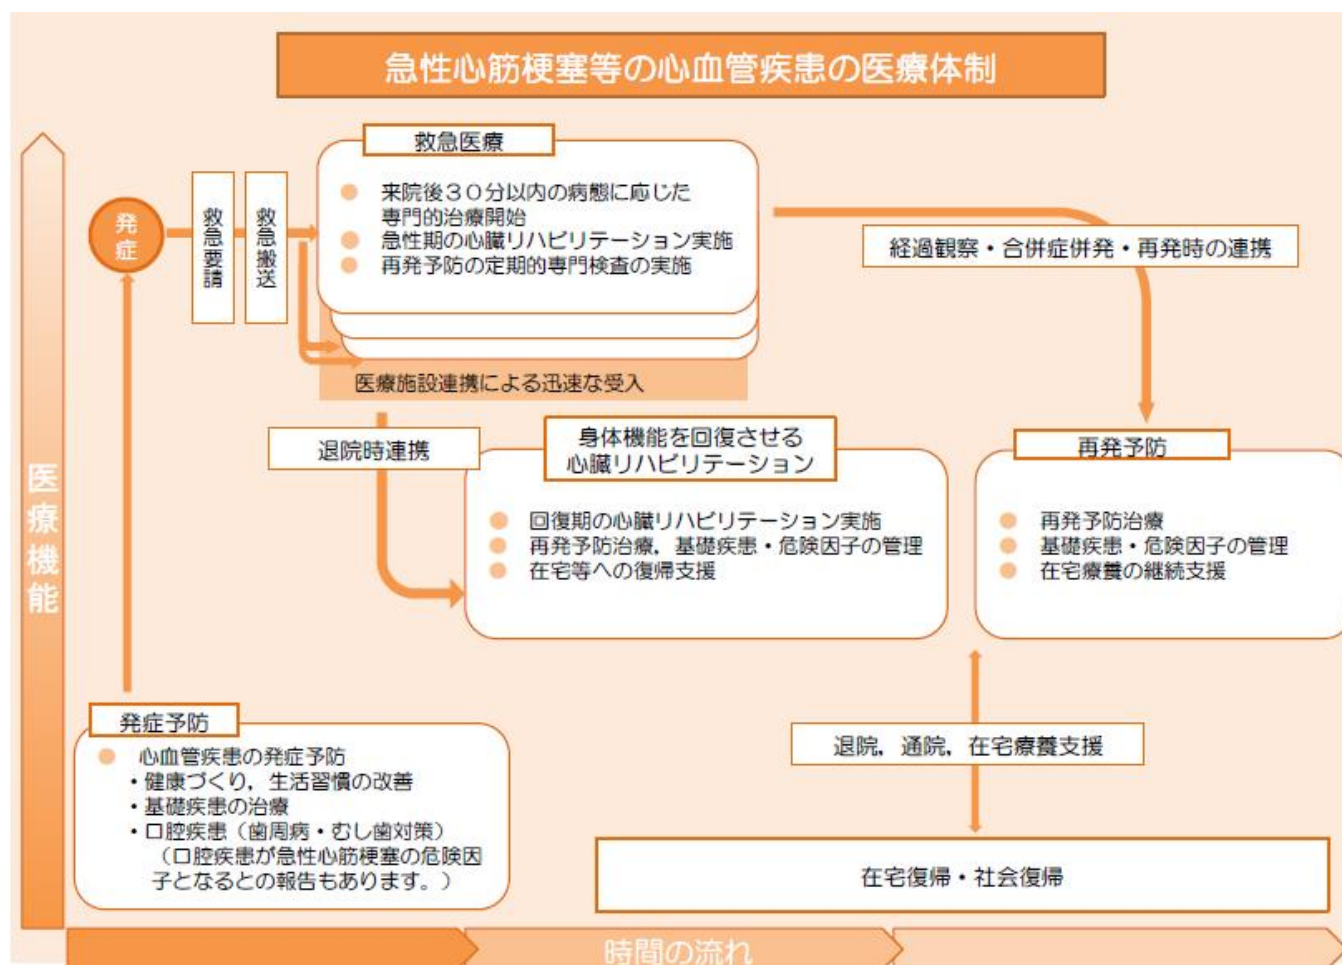 急性心筋梗塞等の心血管疾患の医療体制
救急医療
● 来院後30分以内の病態に応じた
専門的治療開始
● 急性期の心臓リハビリテーション実施
● 再発予防の定期的専門検査の実施
発症
救急要請
救急搬送
経過観察・合併症併発・再発時の連携
医療施設連携による迅速な受入
退院時連携
身体機能を回復させる
心臓リハビリテーション
● 回復期の心臓リハビリテーション実施
● 再発予防治療，基礎疾患・危険因子の管理
● 在宅等への復帰支援
再発予防
● 再発予防治療
● 基礎疾患・危険因子の管理
● 在宅療養の継続支援
医療機能
発症予防
● 心血管疾患の発症予防
・健康づくり，生活習慣の改善
・基礎疾患の治療
・口腔疾患（歯周病・むし歯対策）
（口腔疾患が急性心筋梗塞の危険因
子となるとの報告もあります。）
退院，通院，在宅療養支援
在宅復帰・社会復帰
時間の流れ